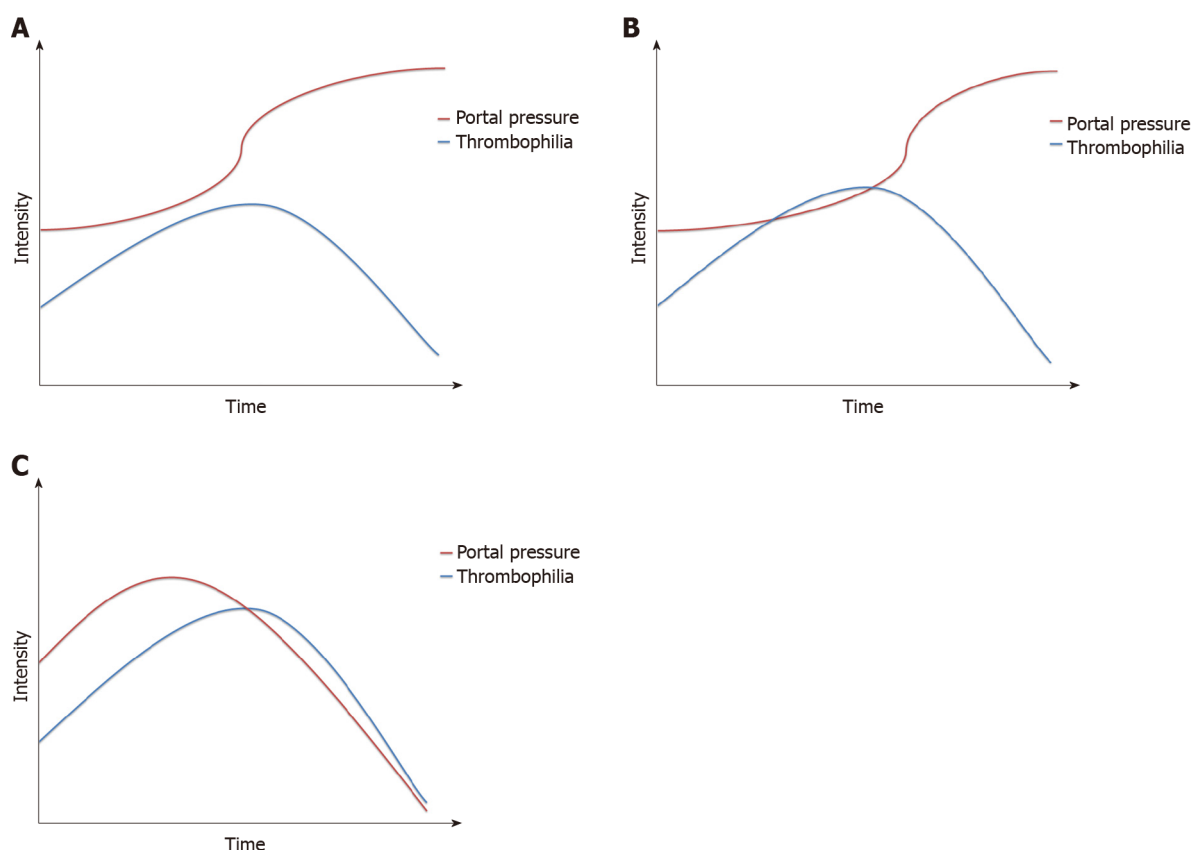 A
Intensity
Portal pressure
Thrombophilia
Time
B
Intensity
Portal pressure
Thrombophilia
Time
C
Intensity
Portal pressure
Thrombophilia
Time